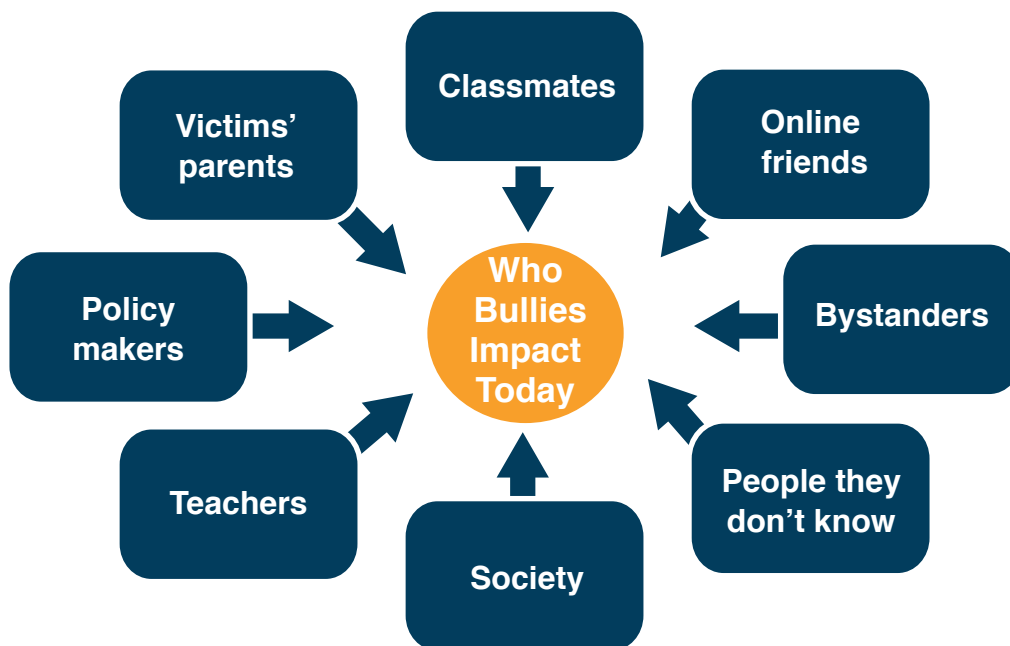 Classmates
Victims’
parents
Online
friends
Policy
makers
Who
Bullies
Impact
Today
Bystanders
Teachers
People they
don’t know
Society